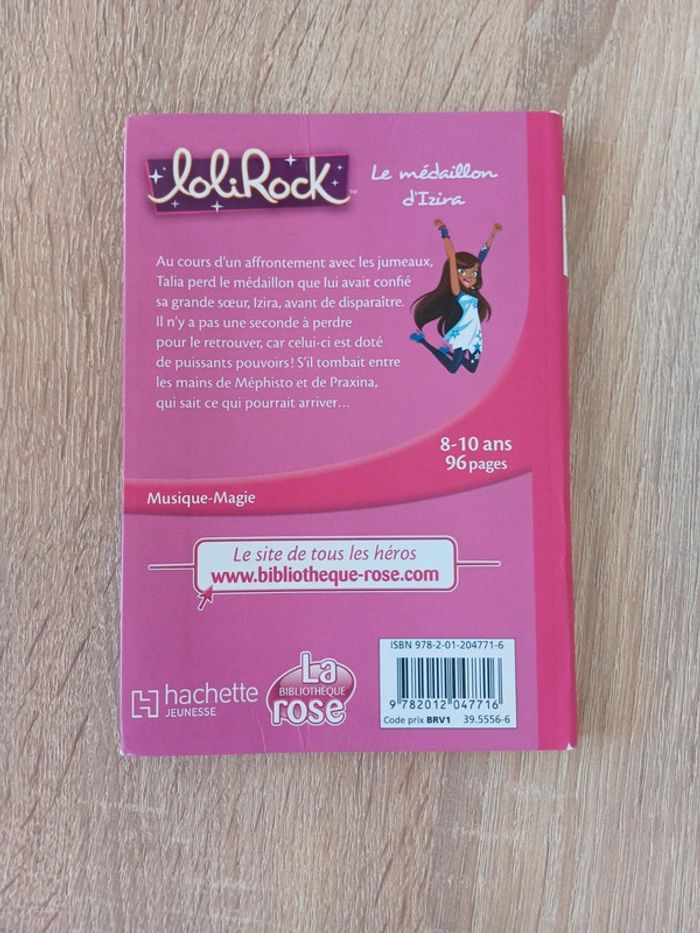 LoliRock™
Le médaillon
d'Izira
Au cours d'un affrontement avec les jumeaux,
Talia perd le médaillon que lui avait confié
sa grande sœur, Izira, avant de disparaître.
Il n'y a pas une seconde à perdre
pour le retrouver, car celui-ci est doté
de puissants pouvoirs! S'il tombait entre
les mains de Méphisto et de Praxina,
qui sait ce qui pourrait arriver…
8-10 ans
96 pages
Musique-Magie
Le site de tous les héros
www.bibliotheque-rose.com
hachette
JEUNESSE
La
BIBLIOTHÈQUE
rose
ISBN 978-2-01-204771-6
9 782012 047716
Code prix BRV1 39.5556-6